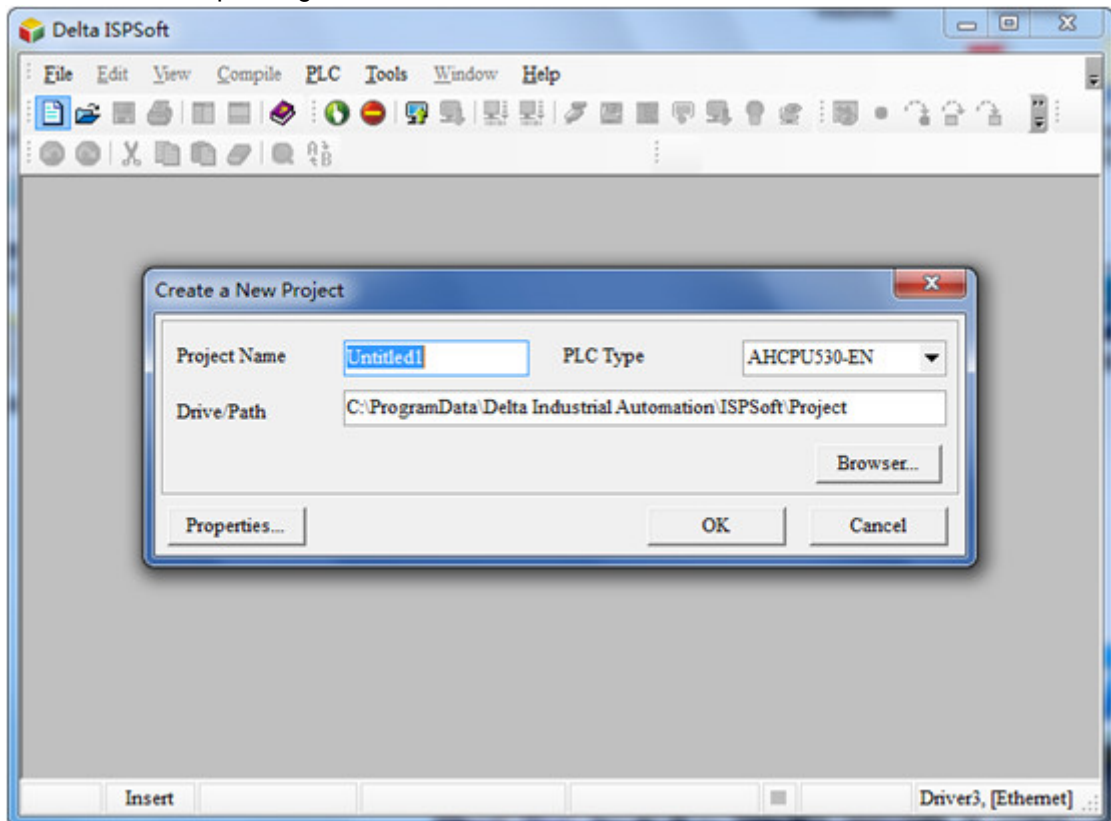 Delta ISPSoft
File Edit View Compile PLC Tools Window Help
Create a New Project
Project Name Untitled1 PLC Type AHCPU530-EN
Drive/Path C:\ProgramData\Delta Industrial Automation\ISPSoft\Project
Browser...
Properties... OK Cancel
Insert Driver3, [Ethernet]